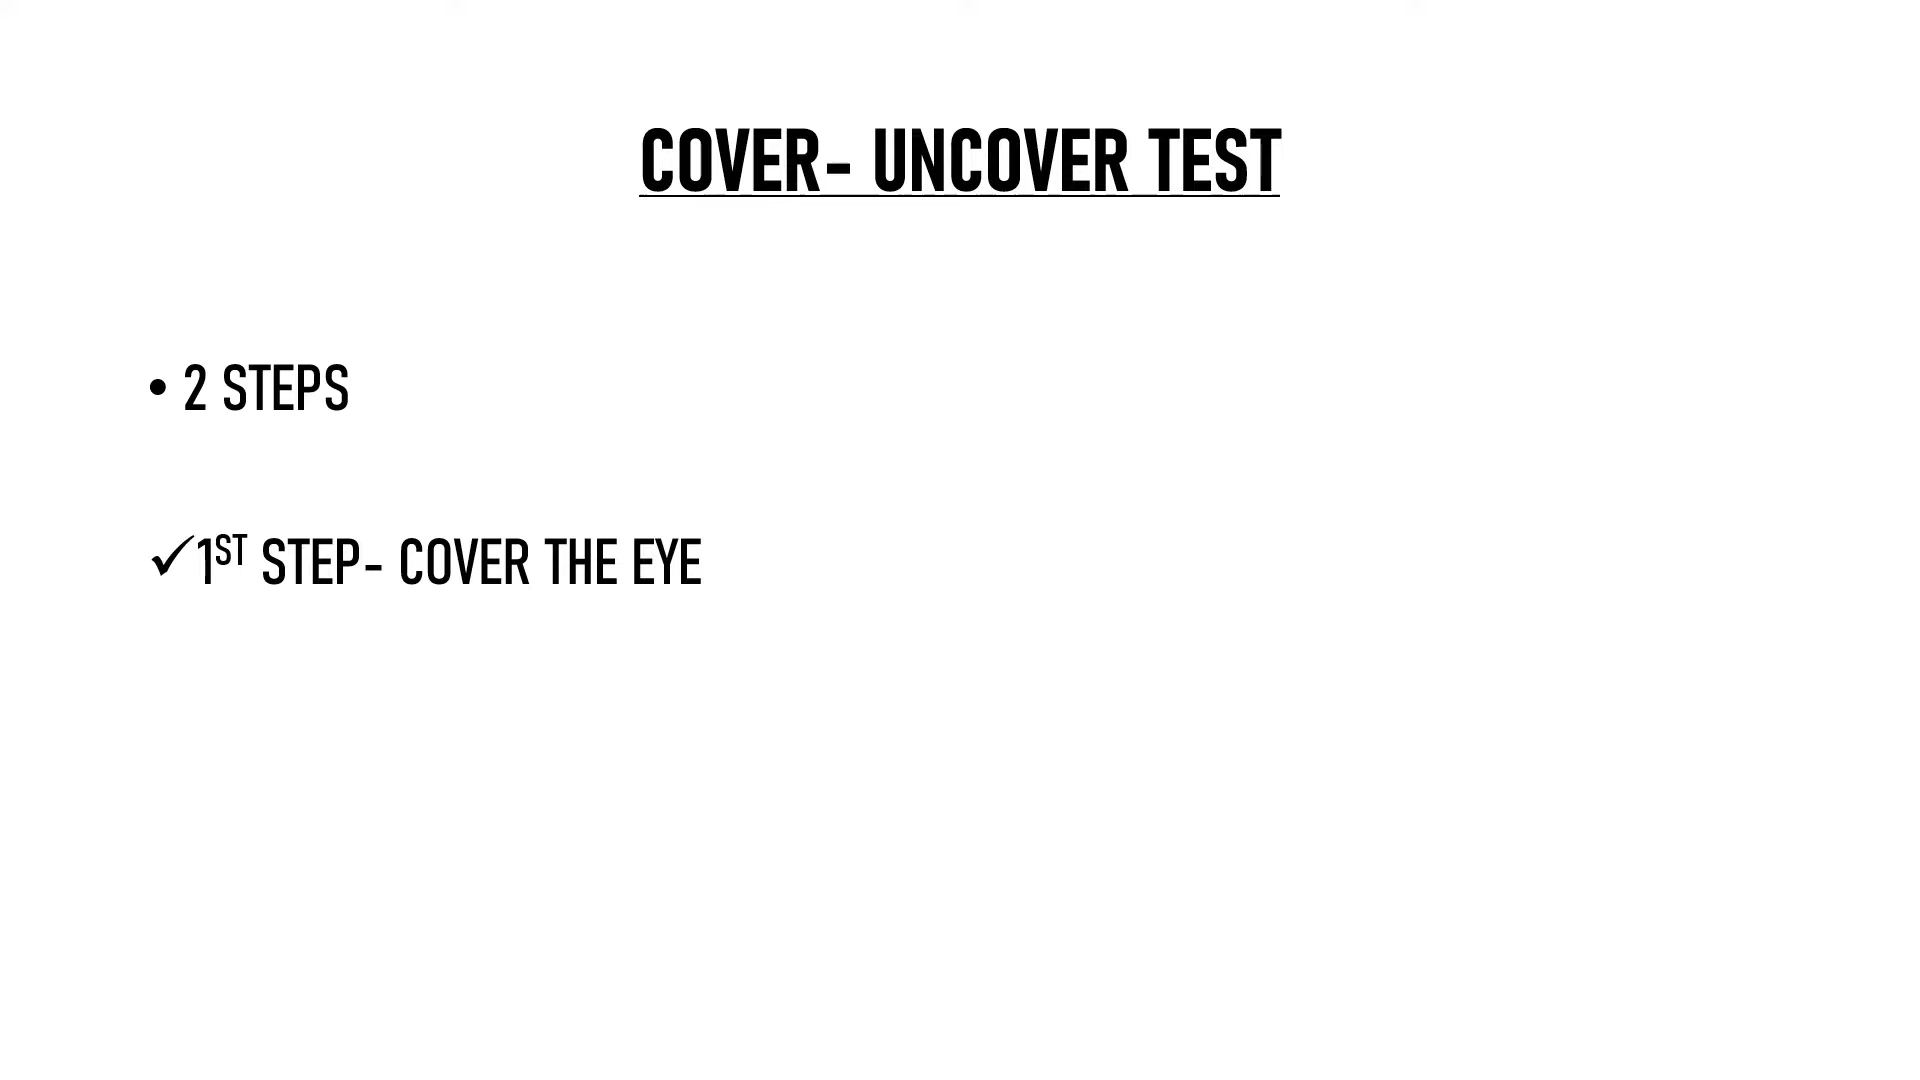 COVER- UNCOVER TEST
• 2 STEPS
✓1ST STEP- COVER THE EYE